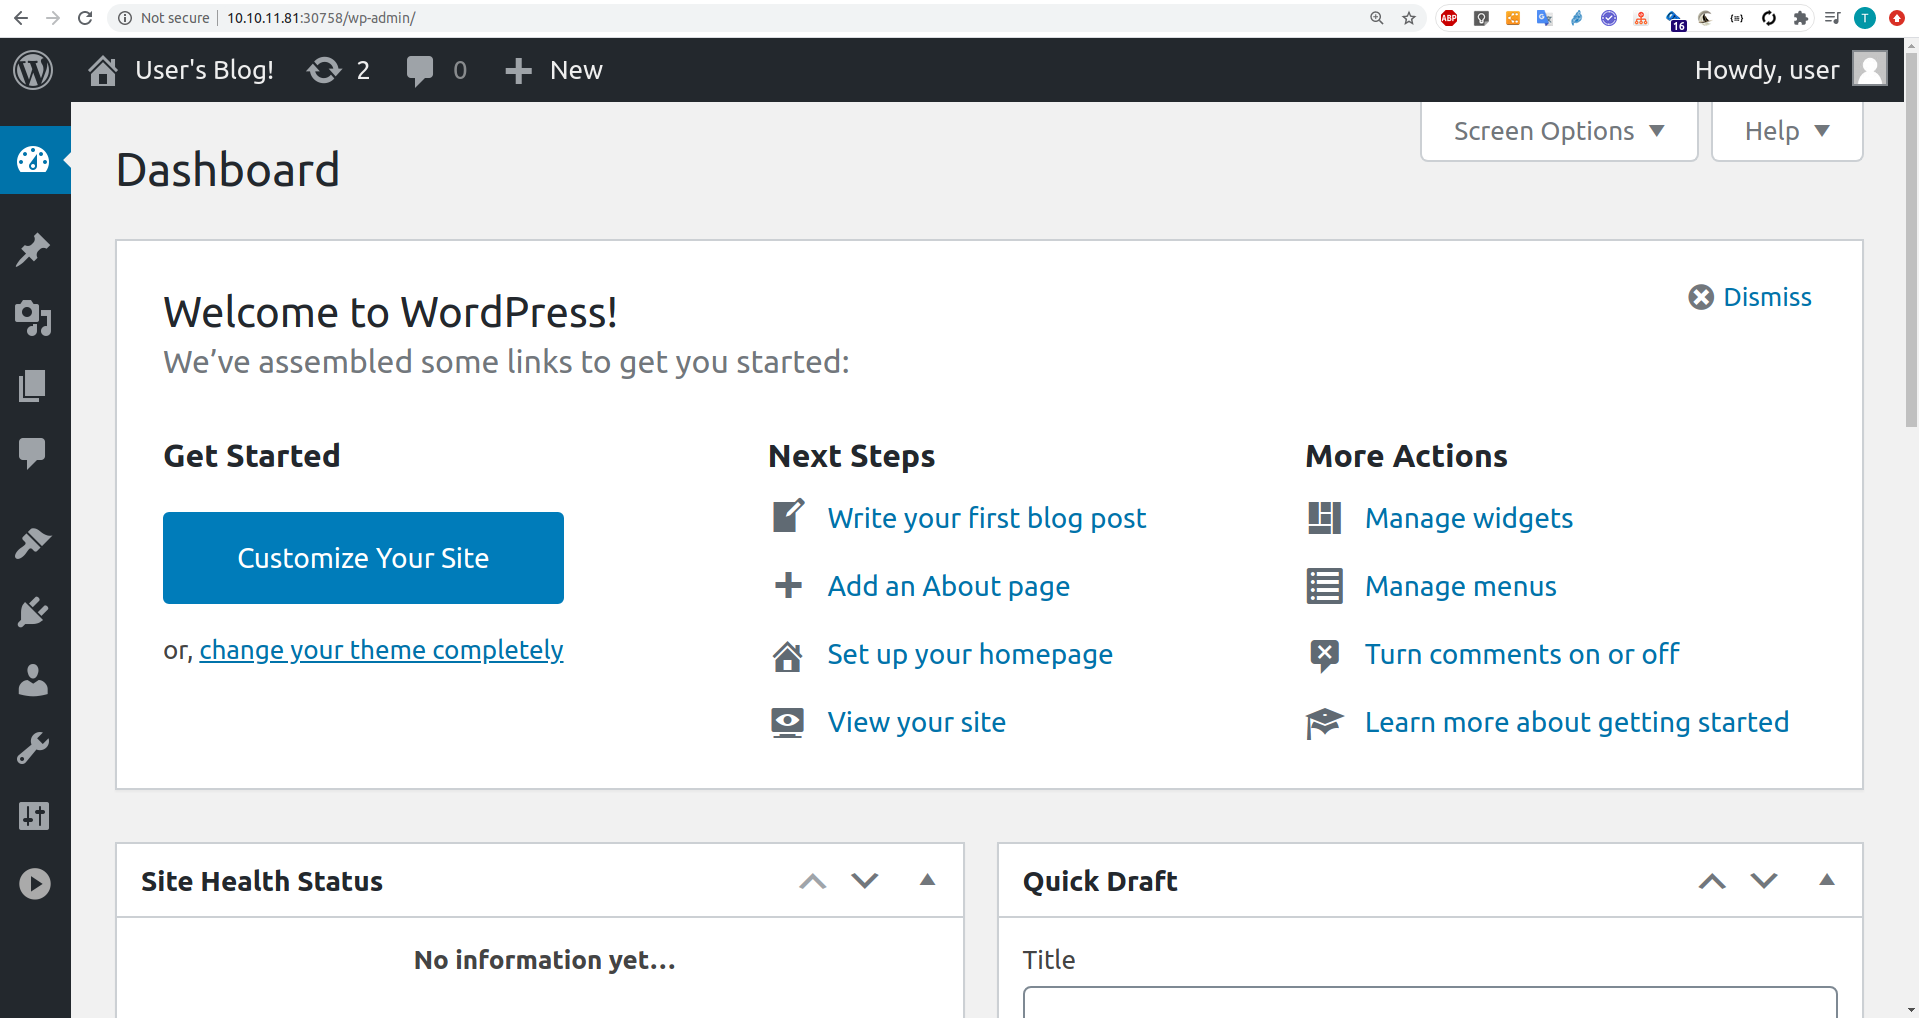 Not secure 10.10.11.81:30758/wp-admin/
ABP
16
T
User's Blog! 2 0 New Howdy, user
Screen Options Help
Dashboard
Welcome to WordPress!
Dismiss
We’ve assembled some links to get you started:
Get Started
Customize Your Site
or, change your theme completely
Next Steps
Write your first blog post
Add an About page
Set up your homepage
View your site
More Actions
Manage widgets
Manage menus
Turn comments on or off
Learn more about getting started
Site Health Status
No information yet…
Quick Draft
Title